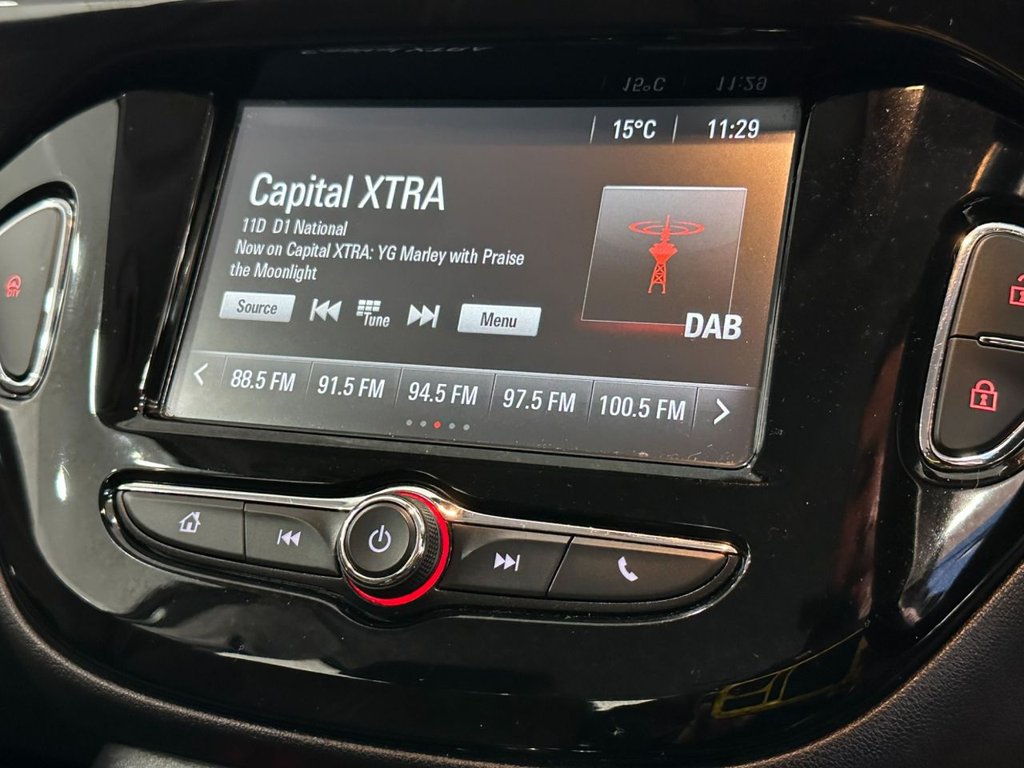 15°C 11:29
Capital XTRA
11D D1 National
Now on Capital XTRA: YG Marley with Praise
the Moonlight
Source Tune Menu
DAB
88.5 FM 91.5 FM 94.5 FM 97.5 FM 100.5 FM
CITY